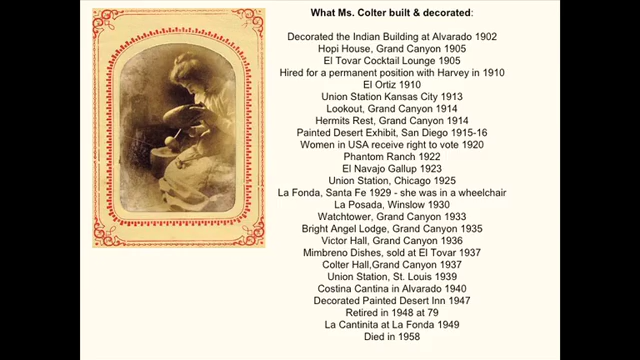 What Ms. Colter built & decorated:
Decorated the Indian Building at Alvarado 1902
Hopi House, Grand Canyon 1905
El Tovar Cocktail Lounge 1905
Hired for a permanent position with Harvey in 1910
El Ortiz 1910
Union Station Kansas City 1913
Lookout, Grand Canyon 1914
Hermits Rest, Grand Canyon 1914
Painted Desert Exhibit, San Diego 1915-16
Women in USA receive right to vote 1920
Phantom Ranch 1922
El Navajo Gallup 1923
Union Station, Chicago 1925
La Fonda, Santa Fe 1929 - she was in a wheelchair
La Posada, Winslow 1930
Watchtower, Grand Canyon 1933
Bright Angel Lodge, Grand Canyon 1935
Victor Hall, Grand Canyon 1936
Mimbreno Dishes, sold at El Tovar 1937
Colter Hall,Grand Canyon 1937
Union Station, St. Louis 1939
Costina Cantina in Alvarado 1940
Decorated Painted Desert Inn 1947
Retired in 1948 at 79
La Cantinita at La Fonda 1949
Died in 1958